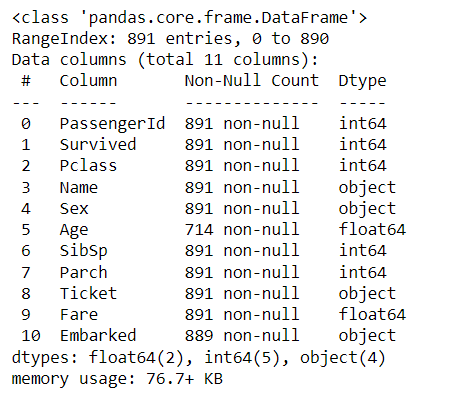 <class 'pandas.core.frame.DataFrame'>
RangeIndex: 891 entries, 0 to 890
Data columns (total 11 columns):
 #   Column       Non-Null Count  Dtype
---  ------       --------------  -----
 0   PassengerId  891 non-null    int64
 1   Survived     891 non-null    int64
 2   Pclass       891 non-null    int64
 3   Name         891 non-null    object
 4   Sex          891 non-null    object
 5   Age          714 non-null    float64
 6   SibSp        891 non-null    int64
 7   Parch        891 non-null    int64
 8   Ticket       891 non-null    object
 9   Fare         891 non-null    float64
 10  Embarked     889 non-null    object
dtypes: float64(2), int64(5), object(4)
memory usage: 76.7+ KB